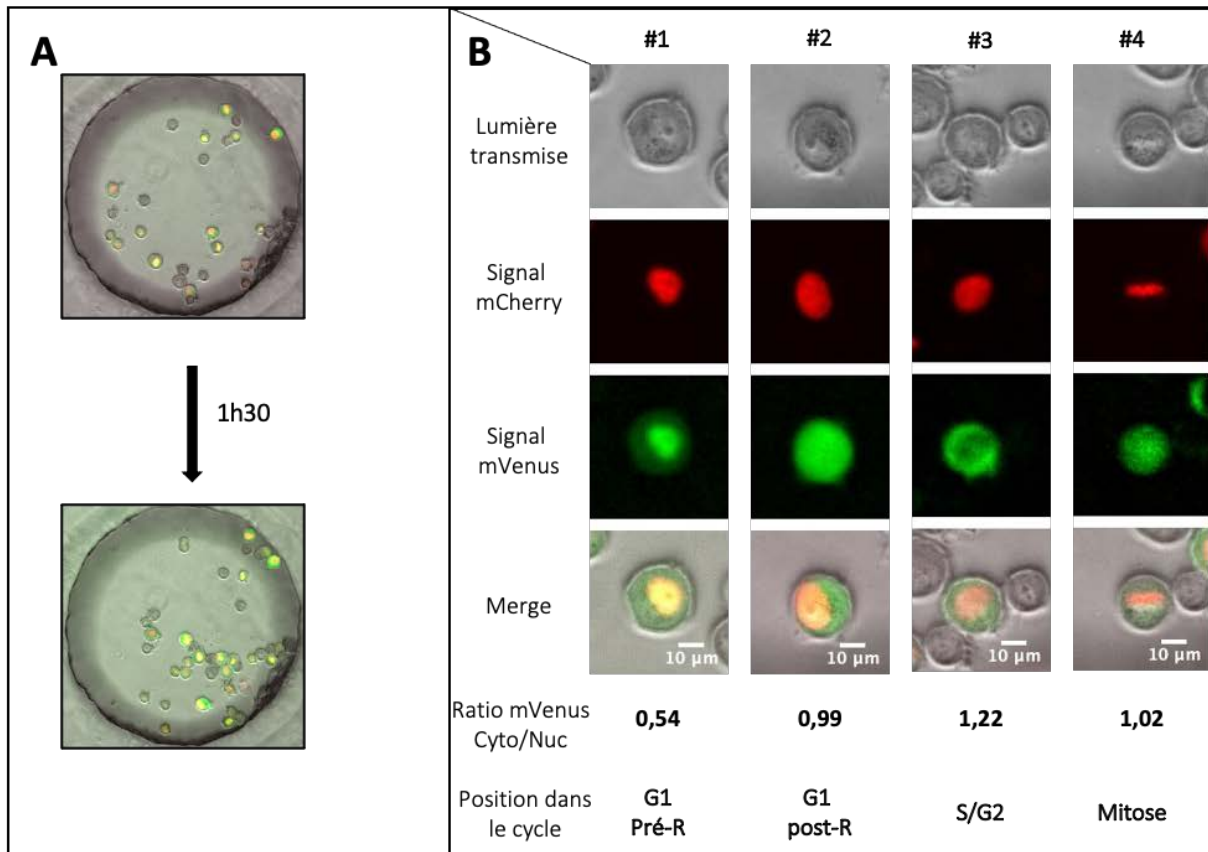 A
1h30
B
#1 #2 #3 #4
Lumière
transmise
Signal
mCherry
Signal
mVenus
Merge
10 µm 10 µm 10 µm 10 µm
Ratio mVenus
Cyto/Nuc
0,54 0,99 1,22 1,02
Position dans
le cycle
G1
Pré-R
G1
post-R
S/G2
Mitose